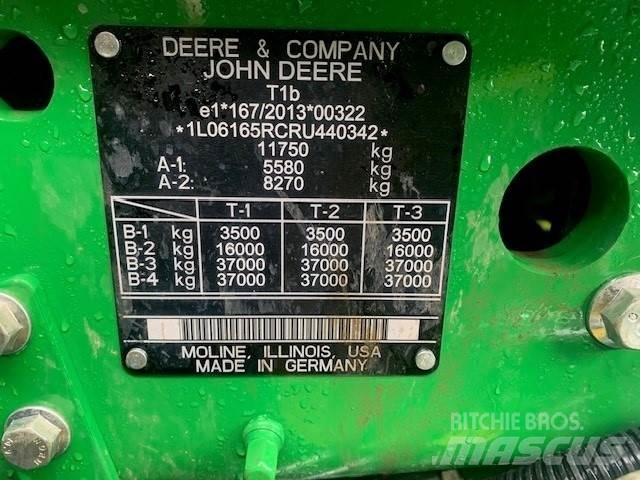 DEERE & COMPANY
JOHN DEERE
T1b
e1*167/2013*00322
*1L06165RCRU440342*
11750 kg
A-1: 5580 kg
A-2: 8270 kg
T-1 T-2 T-3
B-1 kg 3500 3500 3500
B-2 kg 16000 16000 16000
B-3 kg 37000 37000 37000
B-4 kg 37000 37000 37000
MOLINE, ILLINOIS, USA
MADE IN GERMANY
RITCHIE BROS.
MASCUS